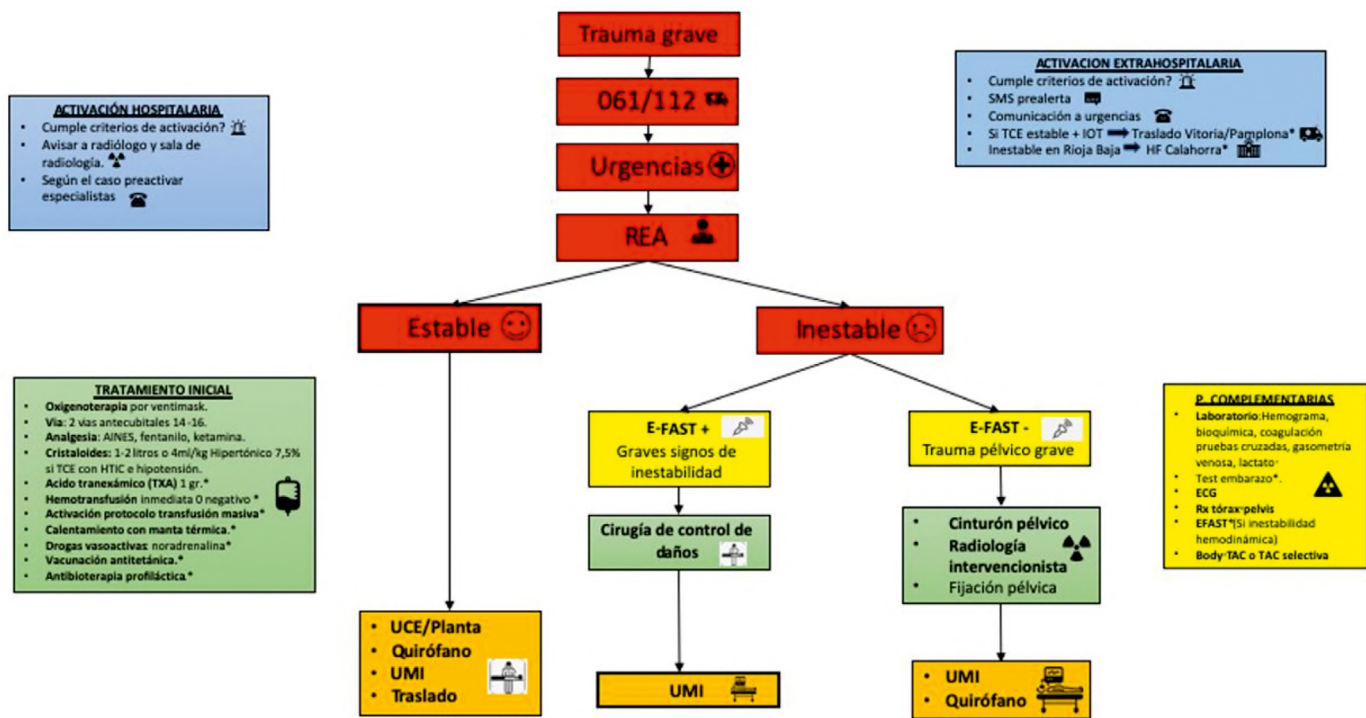 Trauma grave
061/112
Urgencias
REA
ACTIVACIÓN HOSPITALARIA
• Cumple criterios de activación?
• Avisar a radiólogo y sala de
radiología.
• Según el caso preactivar
especialistas
ACTIVACION EXTRAHOSPITALARIA
• Cumple criterios de activación?
• SMS prealerta
• Comunicación a urgencias
• Si TCE estable + IOT ➡ Traslado Vitoria/Pamplona*
• Inestable en Rioja Baja ➡ HF Calahorra*
Estable
Inestable
TRATAMIENTO INICIAL
• Oxigenoterapia por ventimask.
• Via: 2 vias antecubitales 14-16.
• Analgesia: AINES, fentanilo, ketamina.
• Cristaloides: 1-2 litros o 4ml/kg Hipertónico 7,5%
si TCE con HTIC e hipotensión.
• Acido tranexámico (TXA) 1 gr.*
• Hemotransfusión inmediata 0 negativo *
• Activación protocolo transfusión masiva*
• Calentamiento con manta térmica.*
• Drogas vasoactivas: noradrenalina*
• Vacunación antitetánica.*
• Antibioterapia profiláctica.*
E-FAST +
Graves signos de
inestabilidad
E-FAST -
Trauma pélvico grave
P. COMPLEMENTARIAS
• Laboratorio: Hemograma,
bioquímica, coagulación
pruebas cruzadas, gasometría
venosa, lactato
• Test embarazo*.
• ECG
• Rx tórax-pelvis
• EFAST*(Si inestabilidad
hemodinámica)
• Body-TAC o TAC selectiva
Cirugía de control de
daños
• Cinturón pélvico
• Radiología
intervencionista
• Fijación pélvica
• UCE/Planta
• Quirófano
• UMI
• Traslado
UMI
• UMI
• Quirófano